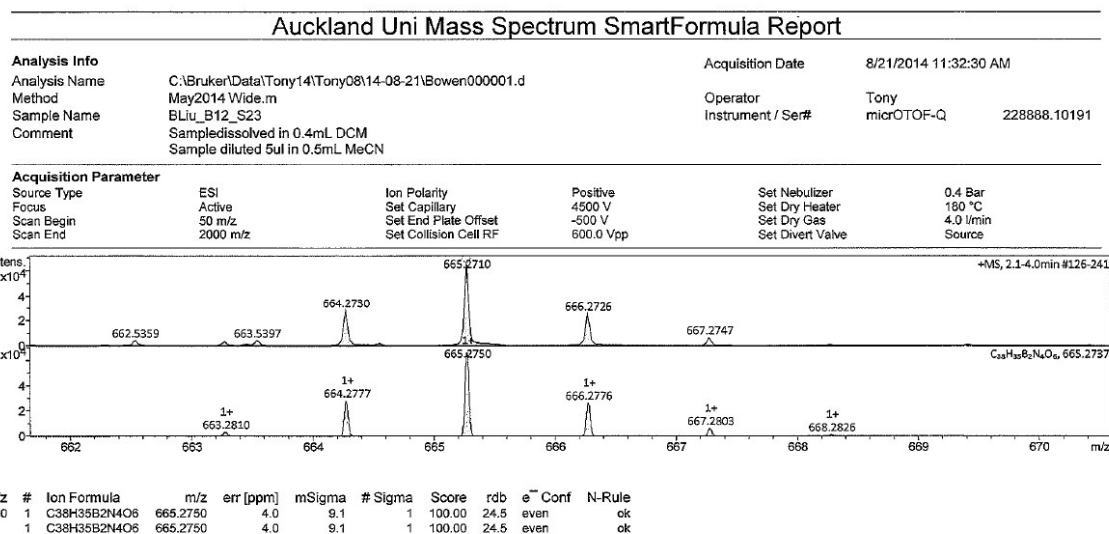 Auckland Uni Mass Spectrum SmartFormula Report
Analysis Info
Acquisition Date 8/21/2014 11:32:30 AM
Analysis Name C:\Bruker\Data\Tony14\Tony08\14-08-21\Bowen000001.d
Method May2014 Wide.m
Operator Tony
Sample Name BLiu_B12_S23
Instrument / Ser# micrOTOF-Q 228888.10191
Comment Sampledissolved in 0.4mL DCM
Sample diluted 5ul in 0.5mL MeCN
Acquisition Parameter
Source Type ESI Ion Polarity Positive Set Nebulizer 0.4 Bar
Focus Active Set Capillary 4500 V Set Dry Heater 180 °C
Scan Begin 50 m/z Set End Plate Offset -500 V Set Dry Gas 4.0 l/min
Scan End 2000 m/z Set Collision Cell RF 600.0 Vpp Set Divert Valve Source
tens.
x10⁴
665.2710
+MS, 2.1-4.0min #126-241
4
2
0
662.5359
663.5397
664.2730
666.2726
667.2747
x10⁴
1+
665.2750
C₃₈H₃₅B₂N₄O₆, 665.2737
4
2
0
1+
663.2810
1+
664.2777
1+
666.2776
1+
667.2803
1+
668.2826
662 663 664 665 666 667 668 669 670 m/z
z # Ion Formula m/z err [ppm] mSigma # Sigma Score rdb e⁻ Conf N-Rule
0 1 C38H35B2N4O6 665.2750 4.0 9.1 1 100.00 24.5 even ok
1 C38H35B2N4O6 665.2750 4.0 9.1 1 100.00 24.5 even ok